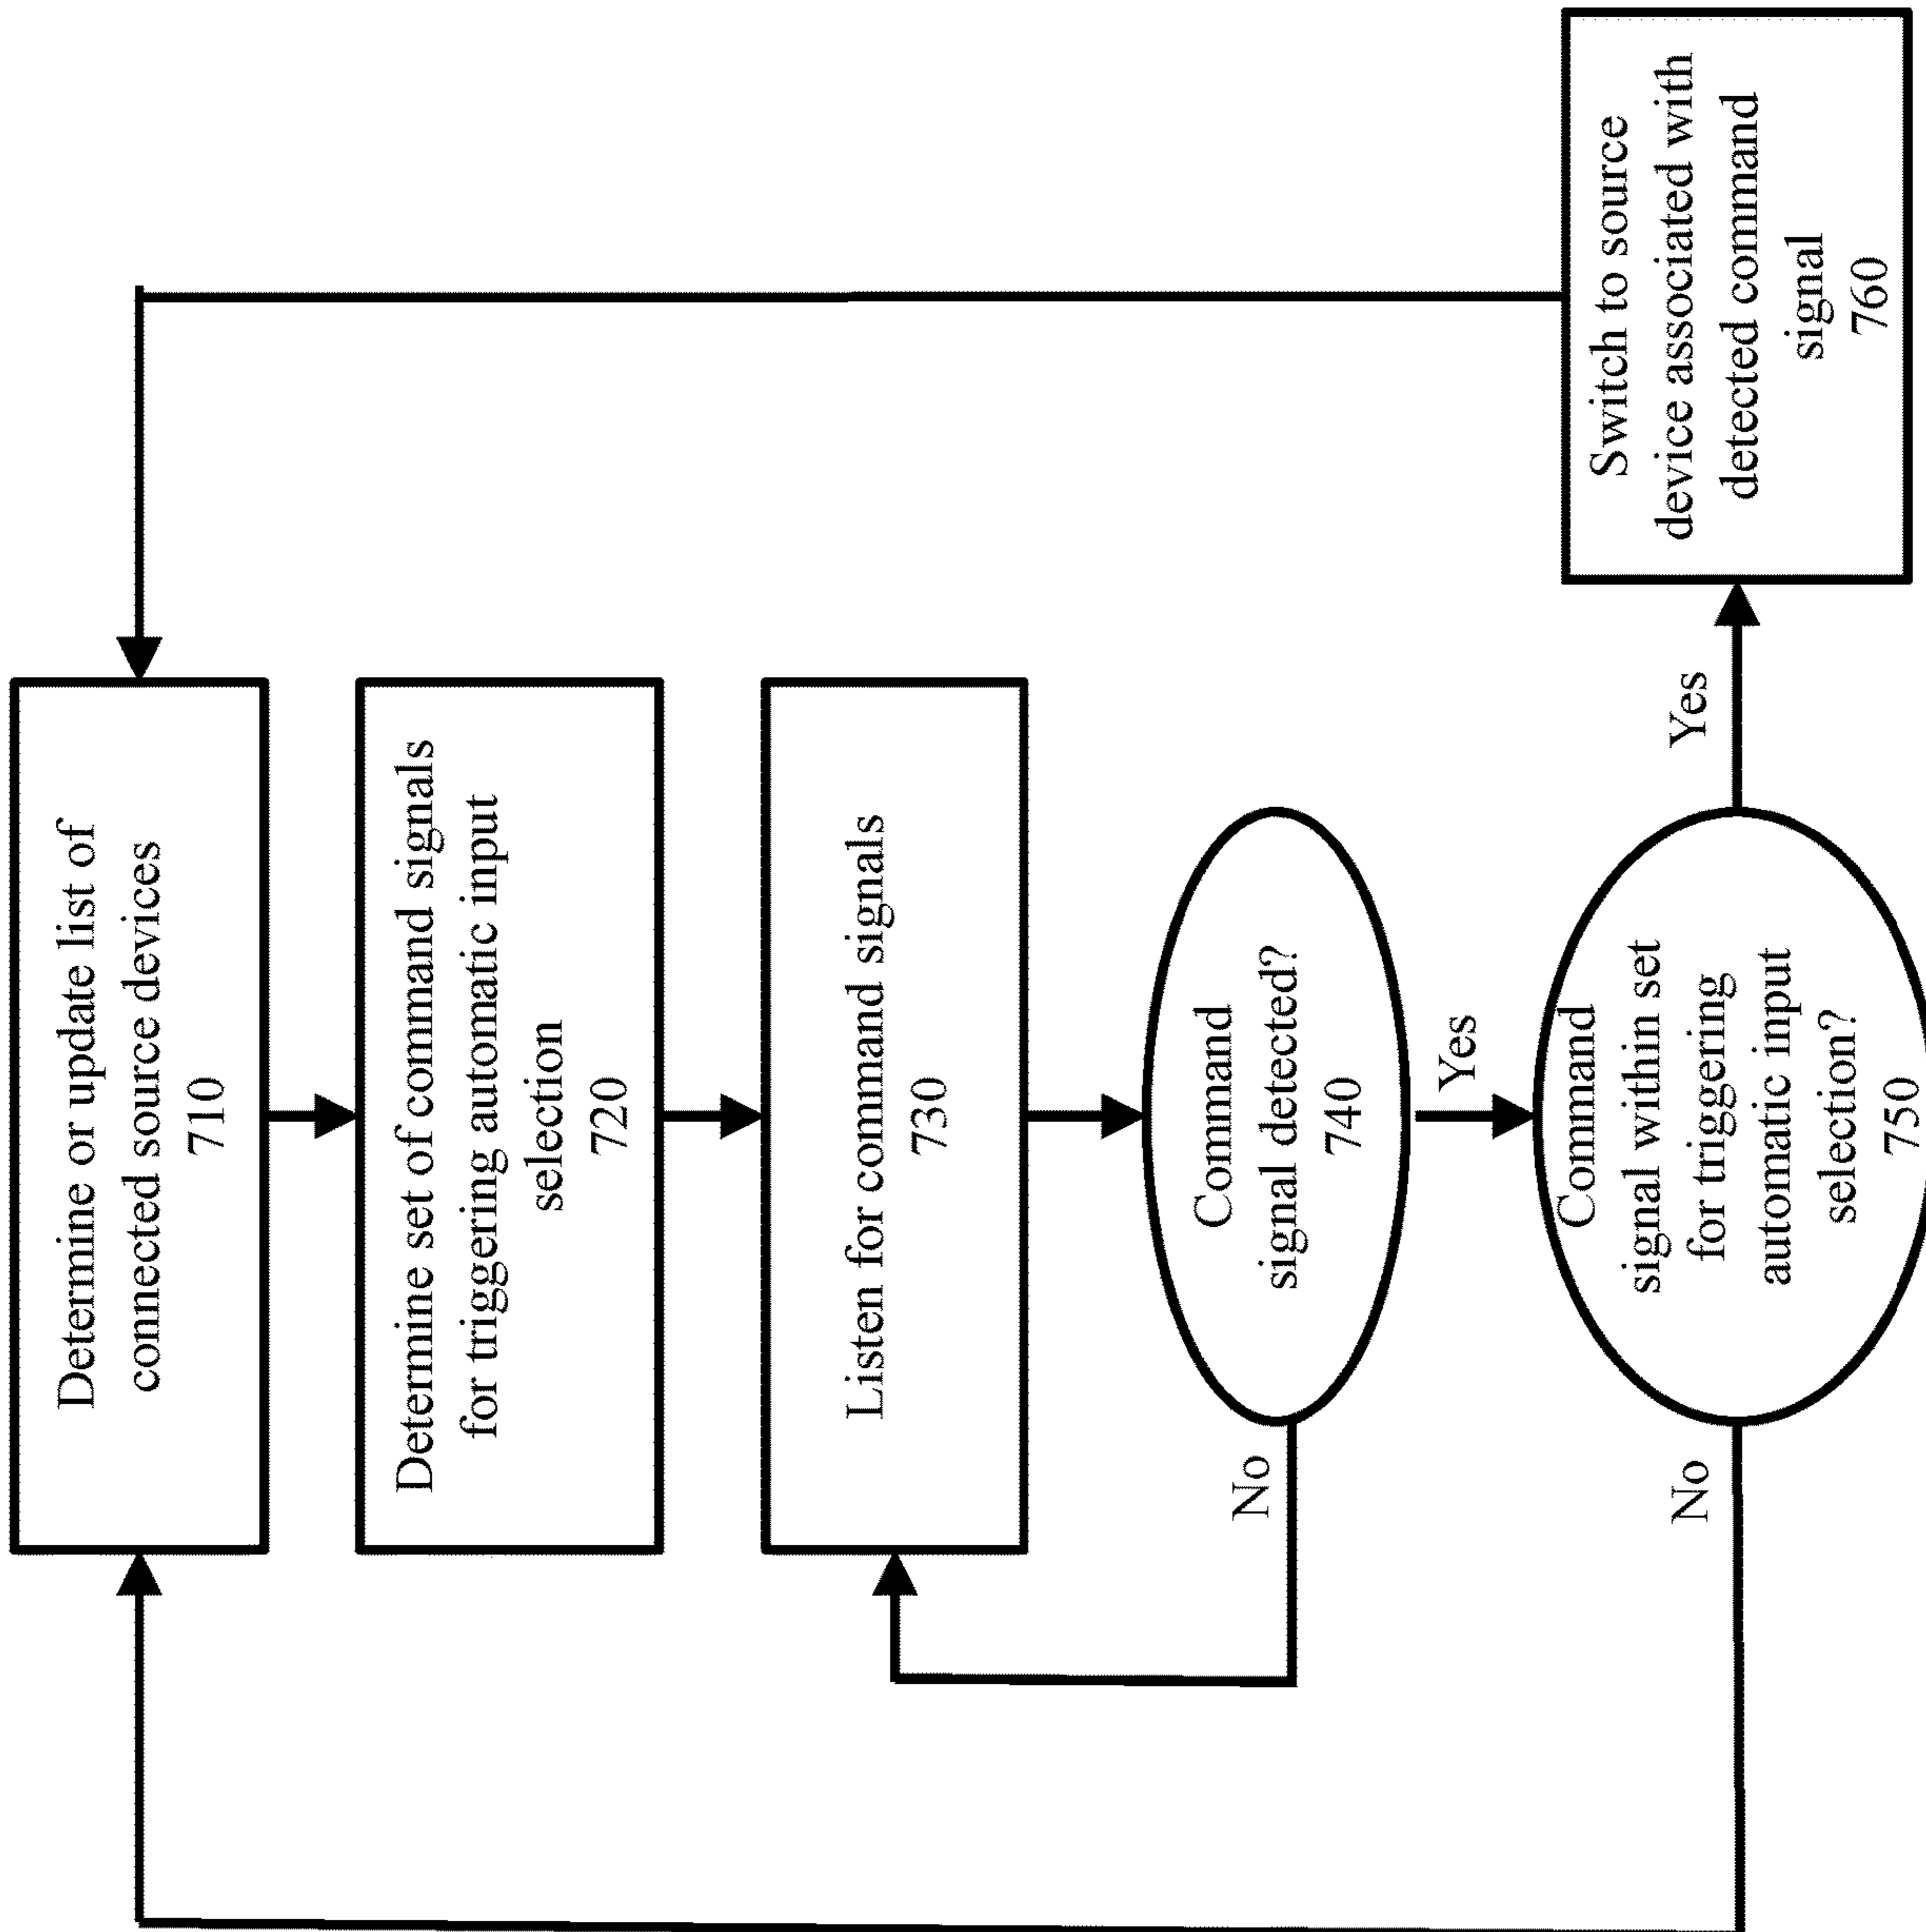 Determine or update list of
connected source devices
710
Determine set of command signals
for triggering automatic input
selection
720
Listen for command signals
730
Command
signal detected?
740
No
Yes
Command
signal within set
for triggering
automatic input
selection?
750
No
Yes
Switch to source
device associated with
detected command
signal
760